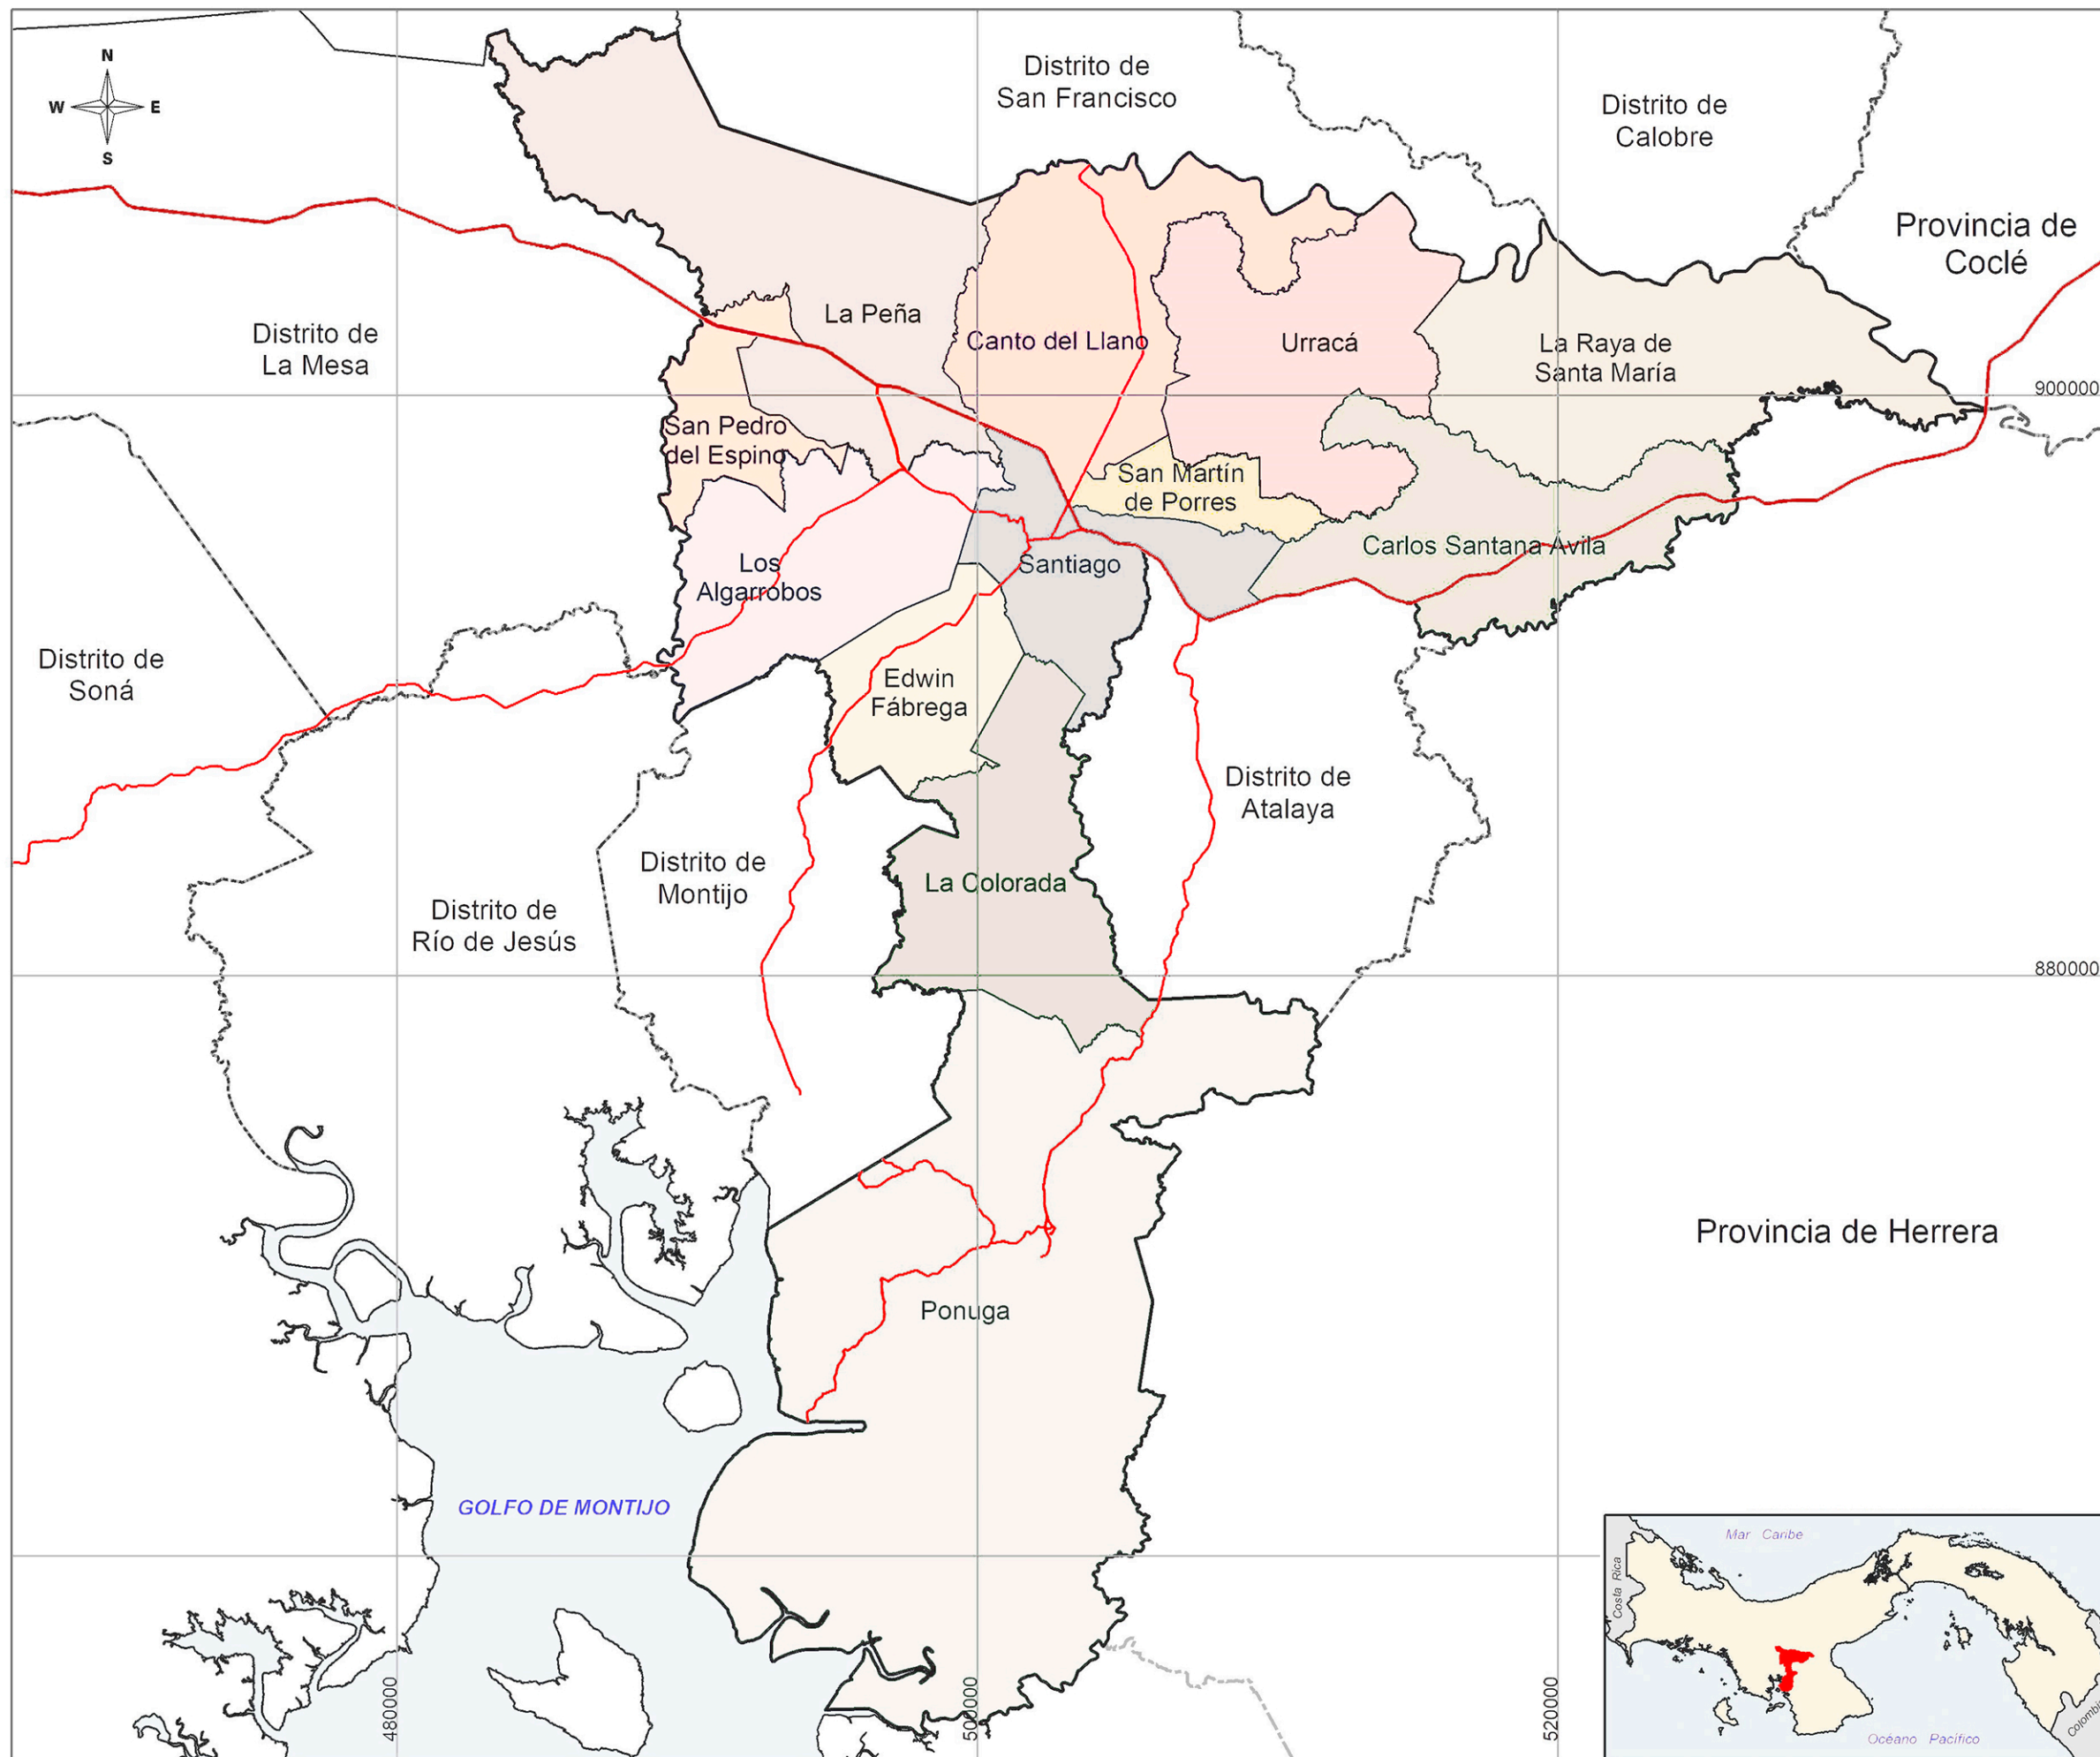 N
W
E
S
Distrito de
San Francisco
Distrito de
Calobre
Provincia de
Coclé
Distrito de
La Mesa
La Peña
Canto del Llano
Urracá
La Raya de
Santa María
900000
San Pedro
del Espino
San Martín
de Porres
Carlos Santana Avila
Los
Algarrobos
Santiago
Distrito de
Soná
Edwin
Fábrega
Distrito de
Atalaya
Distrito de
Montijo
La Colorada
Distrito de
Río de Jesús
880000
Provincia de Herrera
Ponuga
GOLFO DE MONTIJO
480000
500000
520000
Mar Caribe
Costa Rica
Océano Pacífico
Colombia